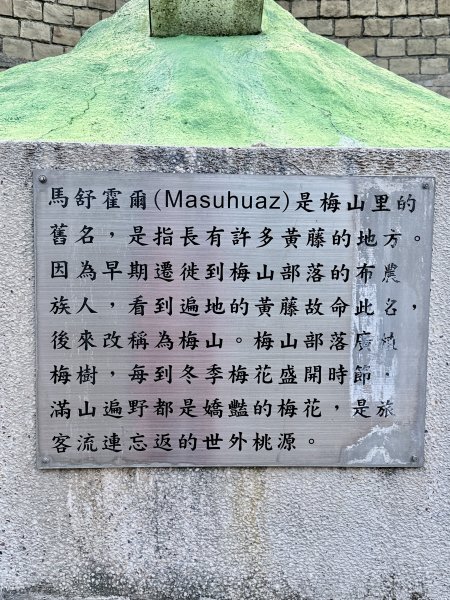 馬舒霍爾(Masuhuaz)是梅山里的
舊名，是指長有許多黃藤的地方。
因為早期遷徙到梅山部落的布農
族人，看到遍地的黃藤故命此名，
後來改稱為梅山。梅山部落廣植
梅樹，每到冬季梅花盛開時節，
滿山遍野都是嬌豔的梅花，是旅
客流連忘返的世外桃源。